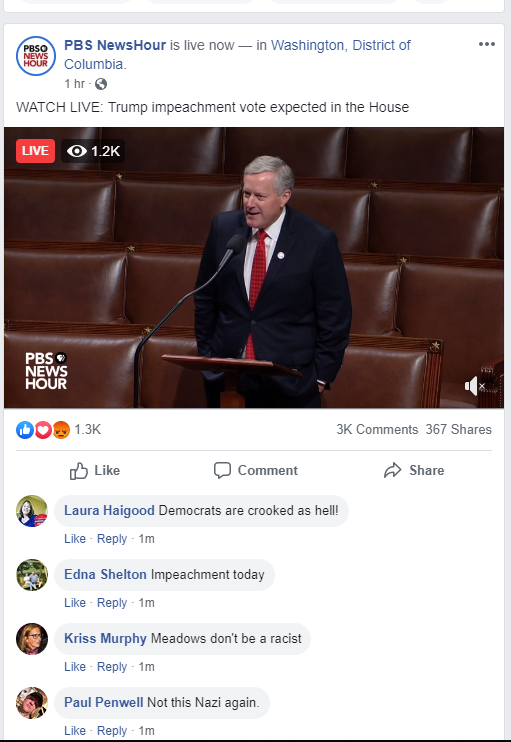 PBS
NEWS
HOUR
PBS NewsHour is live now — in Washington, District of
Columbia.
1 hr ·
WATCH LIVE: Trump impeachment vote expected in the House
LIVE 1.2K
PBS
NEWS
HOUR
1.3K 3K Comments 367 Shares
Like Comment Share
Laura Haigood Democrats are crooked as hell!
Like · Reply · 1m
Edna Shelton Impeachment today
Like · Reply · 1m
Kriss Murphy Meadows don't be a racist
Like · Reply · 1m
Paul Penwell Not this Nazi again.
Like · Reply · 1m